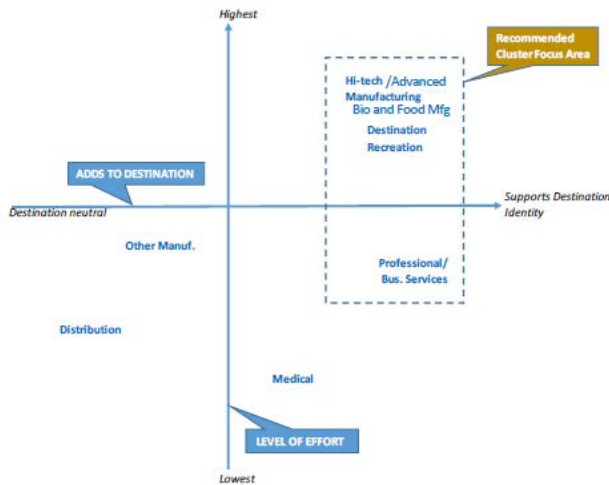 Highest
Recommended
Cluster Focus Area
Hi-tech /Advanced
Manufacturing
Bio and Food Mfg
Destination
Recreation
ADDS TO DESTINATION
Destination neutral
Supports Destination
Identity
Other Manuf.
Professional/
Bus. Services
Distribution
Medical
LEVEL OF EFFORT
Lowest